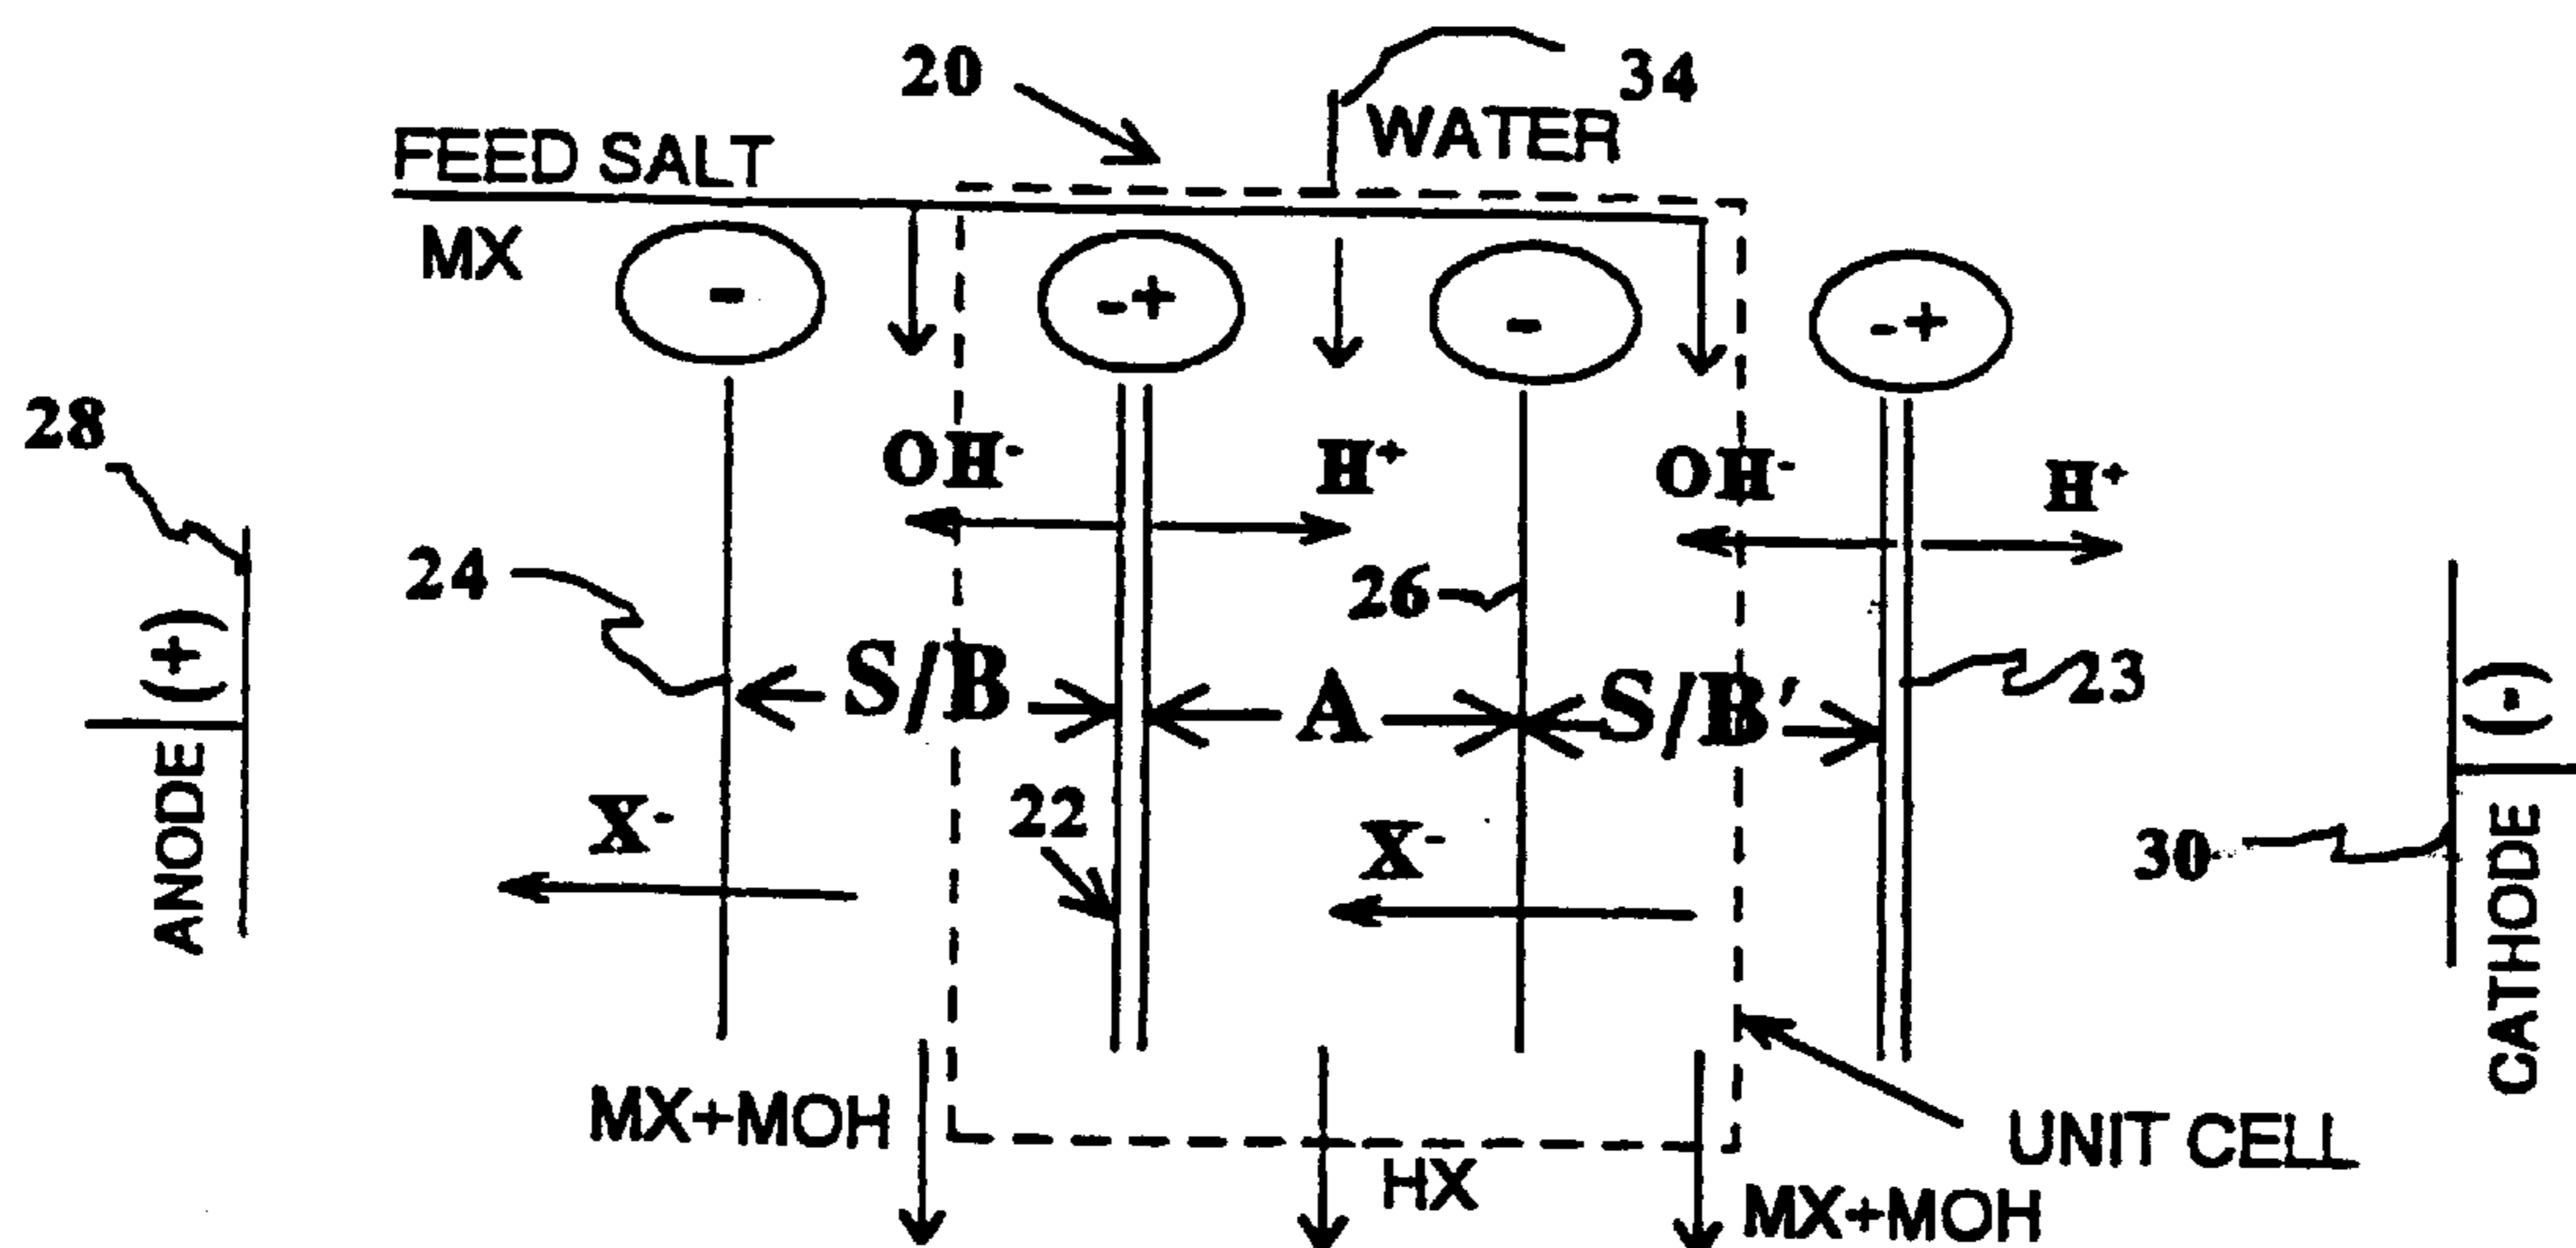 20
34
FEED SALT
WATER
MX
-
-+
-
-+
28
OH⁻
H⁺
OH⁻
H⁺
24
26
ANODE (+)
S/B
A
S/B'
23
(-) CATHODE
22
X⁻
X⁻
30
MX+MOH
HX
UNIT CELL
MX+MOH